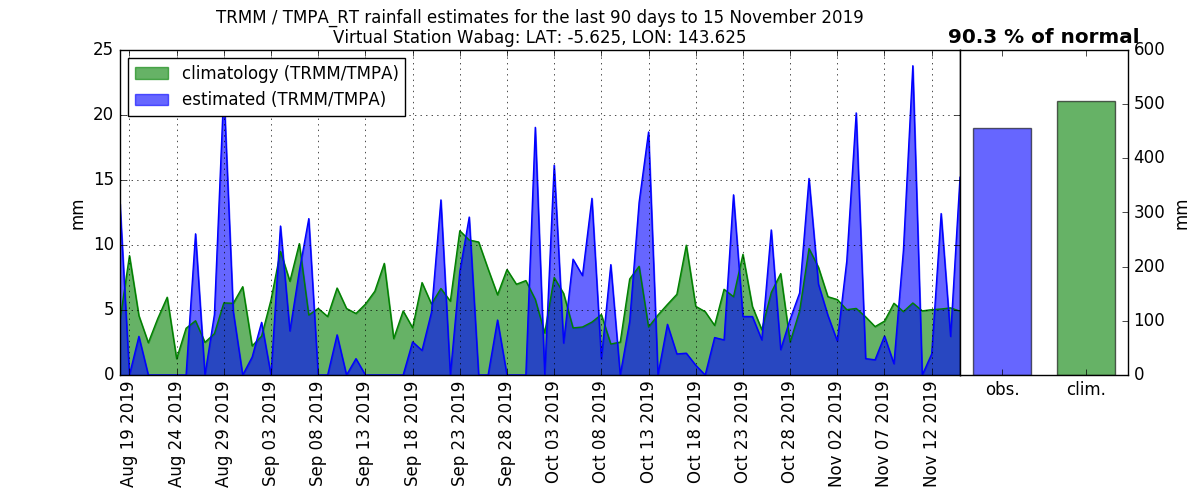 TRMM / TMPA_RT rainfall estimates for the last 90 days to 15 November 2019
Virtual Station Wabag: LAT: -5.625, LON: 143.625
90.3 % of normal
climatology (TRMM/TMPA)
estimated (TRMM/TMPA)
25
20
15
10
5
0
mm
Aug 19 2019
Aug 24 2019
Aug 29 2019
Sep 03 2019
Sep 08 2019
Sep 13 2019
Sep 18 2019
Sep 23 2019
Sep 28 2019
Oct 03 2019
Oct 08 2019
Oct 13 2019
Oct 18 2019
Oct 23 2019
Oct 28 2019
Nov 02 2019
Nov 07 2019
Nov 12 2019
600
500
400
300
200
100
0
mm
obs.
clim.